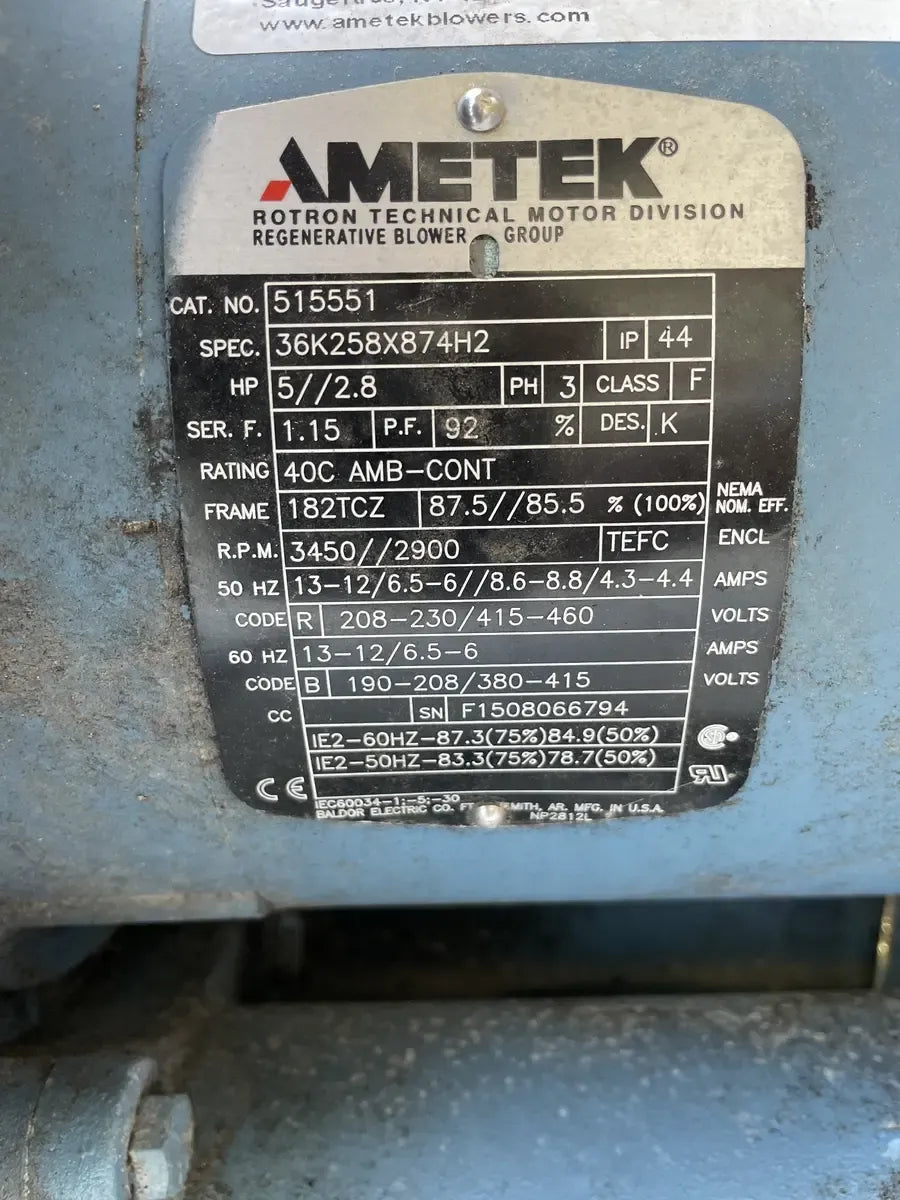 www.ametekblowers.com
AMETEK®
ROTRON TECHNICAL MOTOR DIVISION
REGENERATIVE BLOWER GROUP
CAT. NO. 515551
SPEC. 36K258X874H2 IP 44
HP 5//2.8 PH 3 CLASS F
SER. F. 1.15 P.F. 92 % DES. K
RATING 40C AMB-CONT
FRAME 182TCZ 87.5//85.5 % (100%) NEMA NOM. EFF.
R.P.M. 3450//2900 TEFC ENCL
50 HZ 13-12/6.5-6//8.6-8.8/4.3-4.4 AMPS
CODE R 208-230/415-460 VOLTS
60 HZ 13-12/6.5-6 AMPS
CODE B 190-208/380-415 VOLTS
CC SN F1508066794
IE2-60HZ-87.3(75%)84.9(50%)
IE2-50HZ-83.3(75%)78.7(50%)
CE
IEC60034-1;-5;-30
BALDOR ELECTRIC CO. FT. AR. MFG. IN U.S.A.
NP2812L